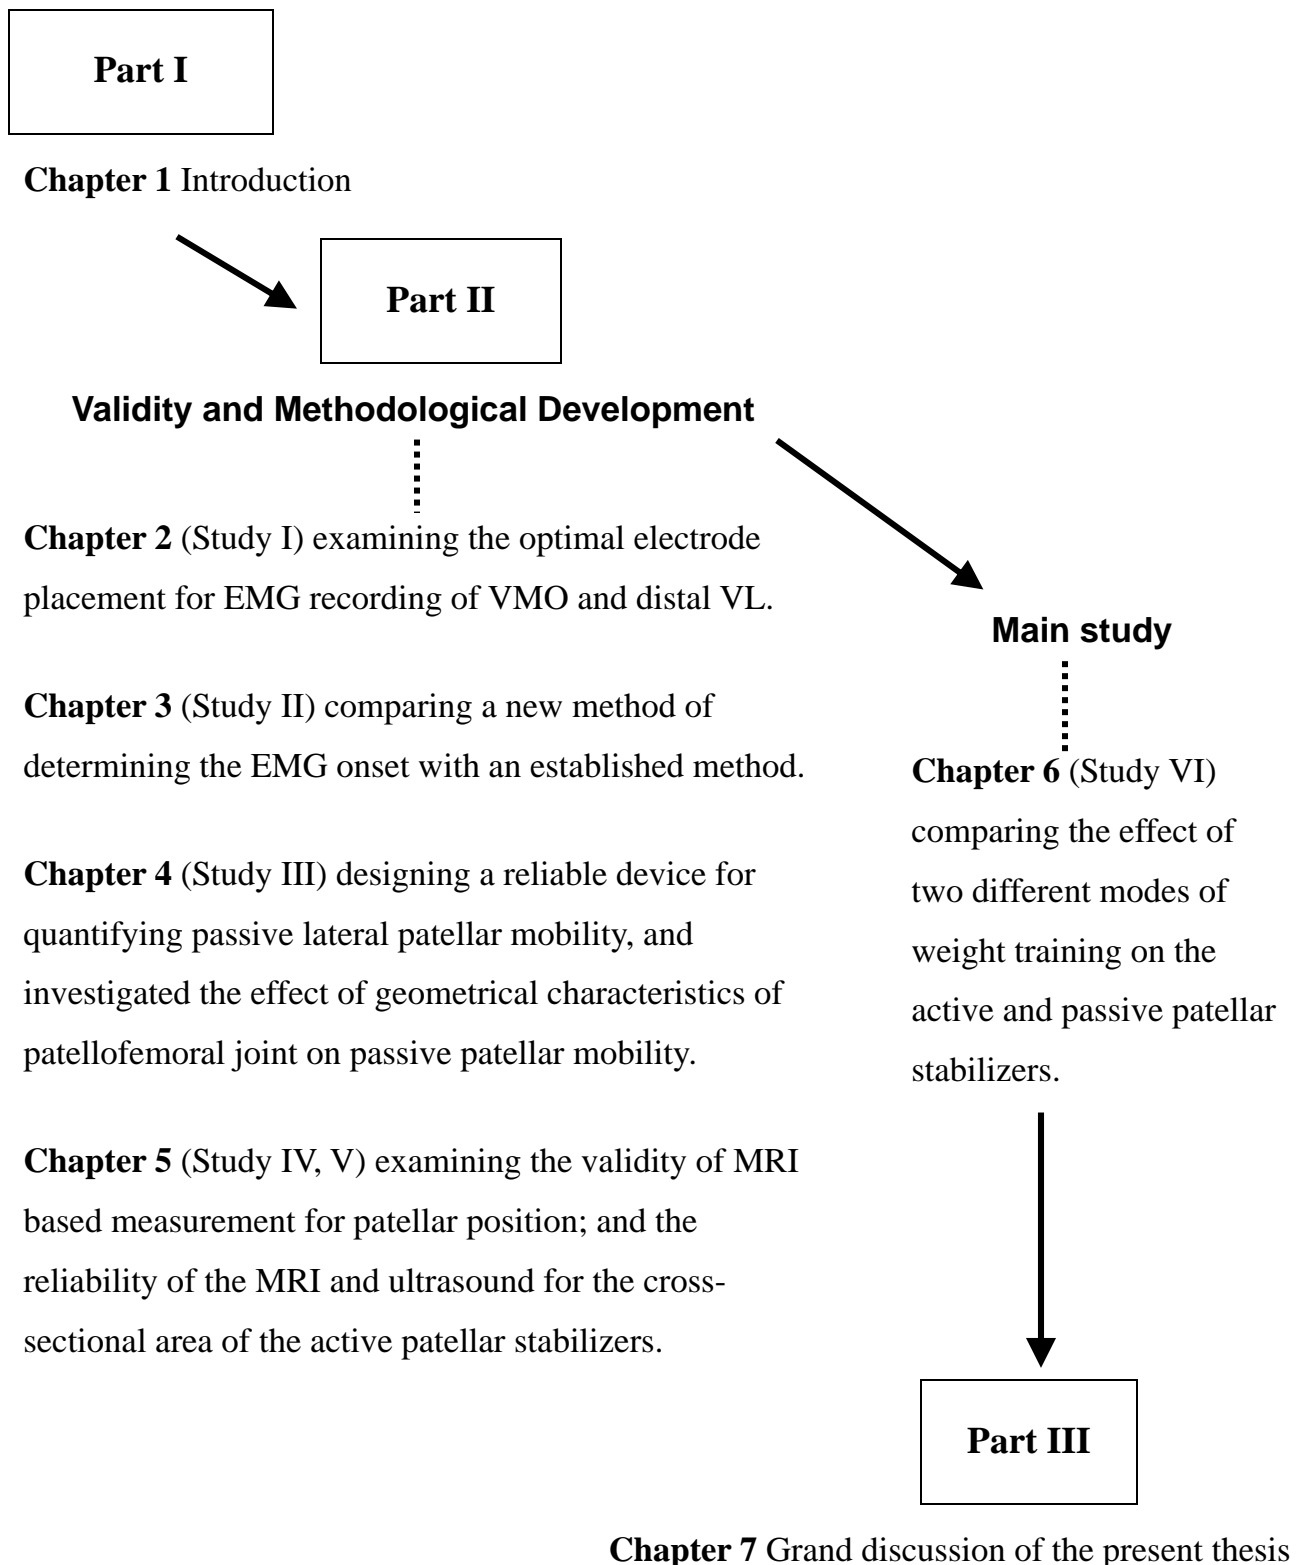 Part I
Chapter 1 Introduction
Part II
Validity and Methodological Development
Chapter 2 (Study I) examining the optimal electrode
placement for EMG recording of VMO and distal VL.
Chapter 3 (Study II) comparing a new method of
determining the EMG onset with an established method.
Chapter 4 (Study III) designing a reliable device for
quantifying passive lateral patellar mobility, and
investigated the effect of geometrical characteristics of
patellofemoral joint on passive patellar mobility.
Chapter 5 (Study IV, V) examining the validity of MRI
based measurement for patellar position; and the
reliability of the MRI and ultrasound for the cross-
sectional area of the active patellar stabilizers.
Main study
Chapter 6 (Study VI)
comparing the effect of
two different modes of
weight training on the
active and passive patellar
stabilizers.
Part III
Chapter 7 Grand discussion of the present thesis